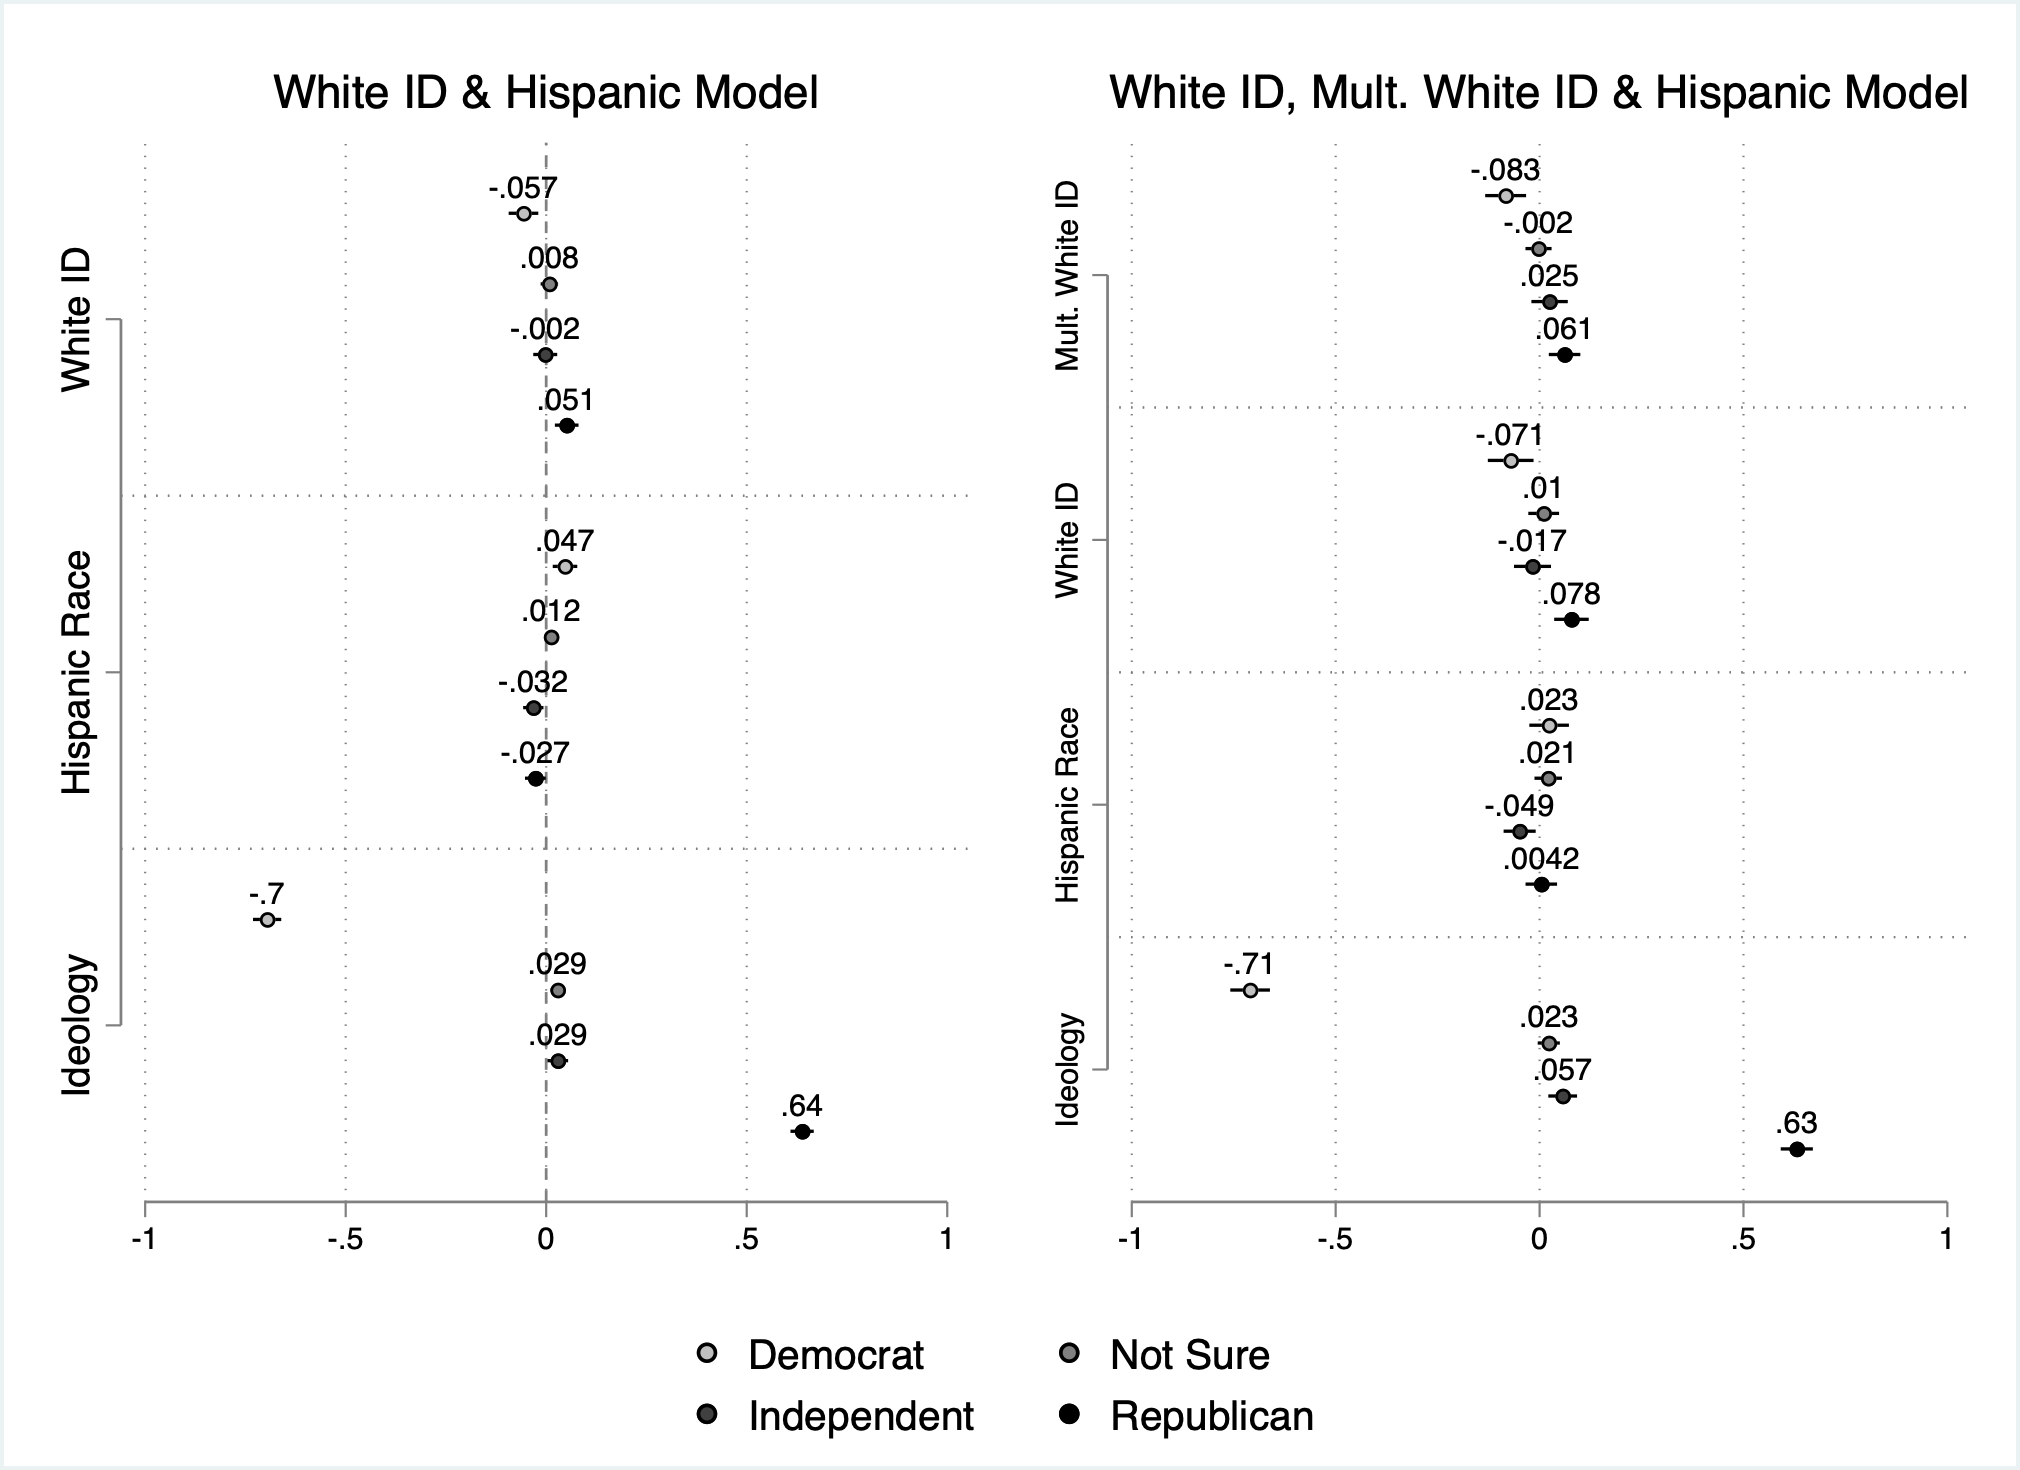 White ID & Hispanic Model
White ID
Hispanic Race
Ideology
-.057
.008
-.002
.051
.047
.012
-.032
-.027
-.7
.029
.029
.64
-1 -.5 0 .5 1
White ID, Mult. White ID & Hispanic Model
Mult. White ID
White ID
Hispanic Race
Ideology
-.083
-.002
.025
.061
-.071
.01
-.017
.078
.023
.021
-.049
.0042
-.71
.023
.057
.63
-1 -.5 0 .5 1
Democrat Not Sure
Independent Republican